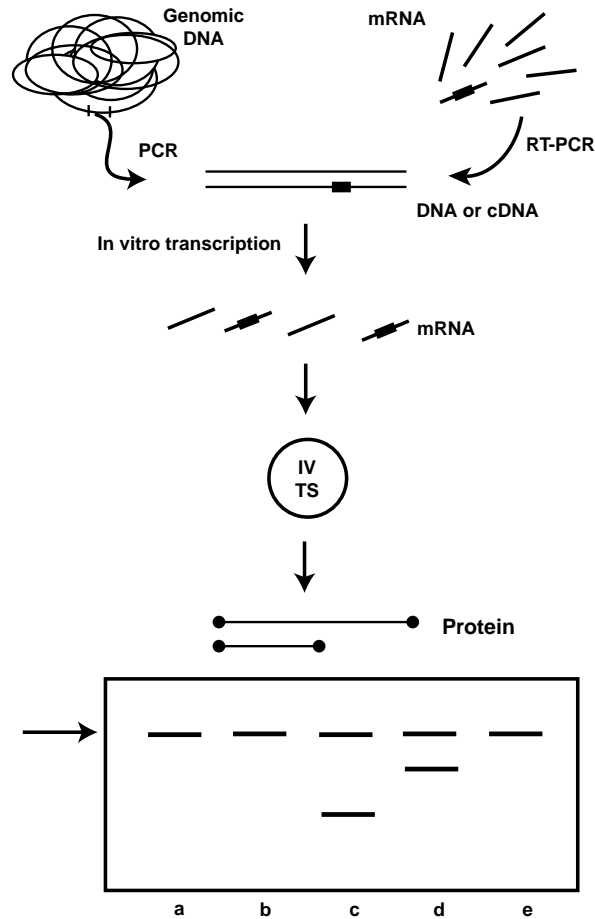 Genomic
DNA
mRNA
PCR
RT-PCR
DNA or cDNA
In vitro transcription
mRNA
IV
TS
Protein
a b c d e